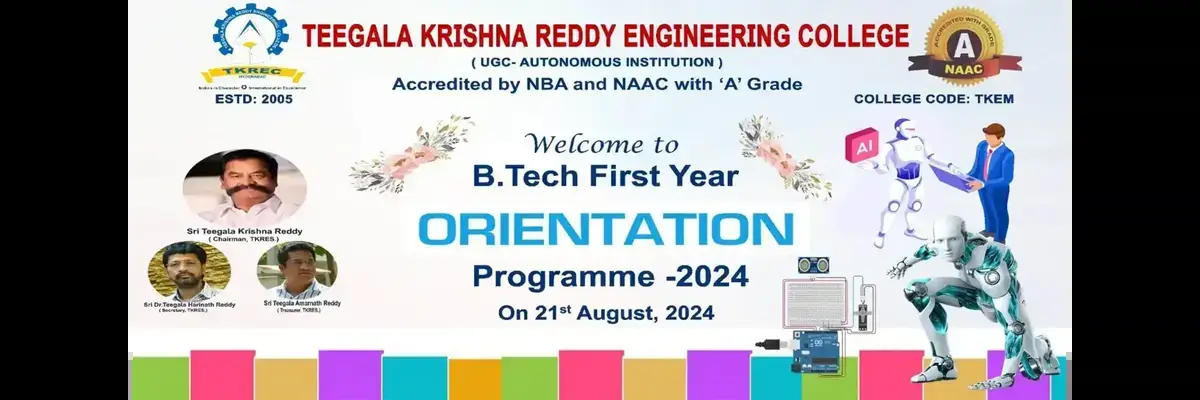 TEEGALA KRISHNA REDDY ENGINEERING COLLEGE
( UGC- AUTONOMOUS INSTITUTION )
Accredited by NBA and NAAC with ‘A’ Grade
TKREC
HYDERABAD
ESTD: 2005
ACCREDITED WITH GRADE
A
NAAC
COLLEGE CODE: TKEM
Welcome to
B.Tech First Year
ORIENTATION
Programme -2024
On 21st August, 2024
Sri Teegala Krishna Reddy
( Chairman, TKRES.)
Sri Dr.Teegala Harinath Reddy
( Secretary, TKRES.)
Sri Teegala Amarnath Reddy
( Treasurer, TKRES.)
AI